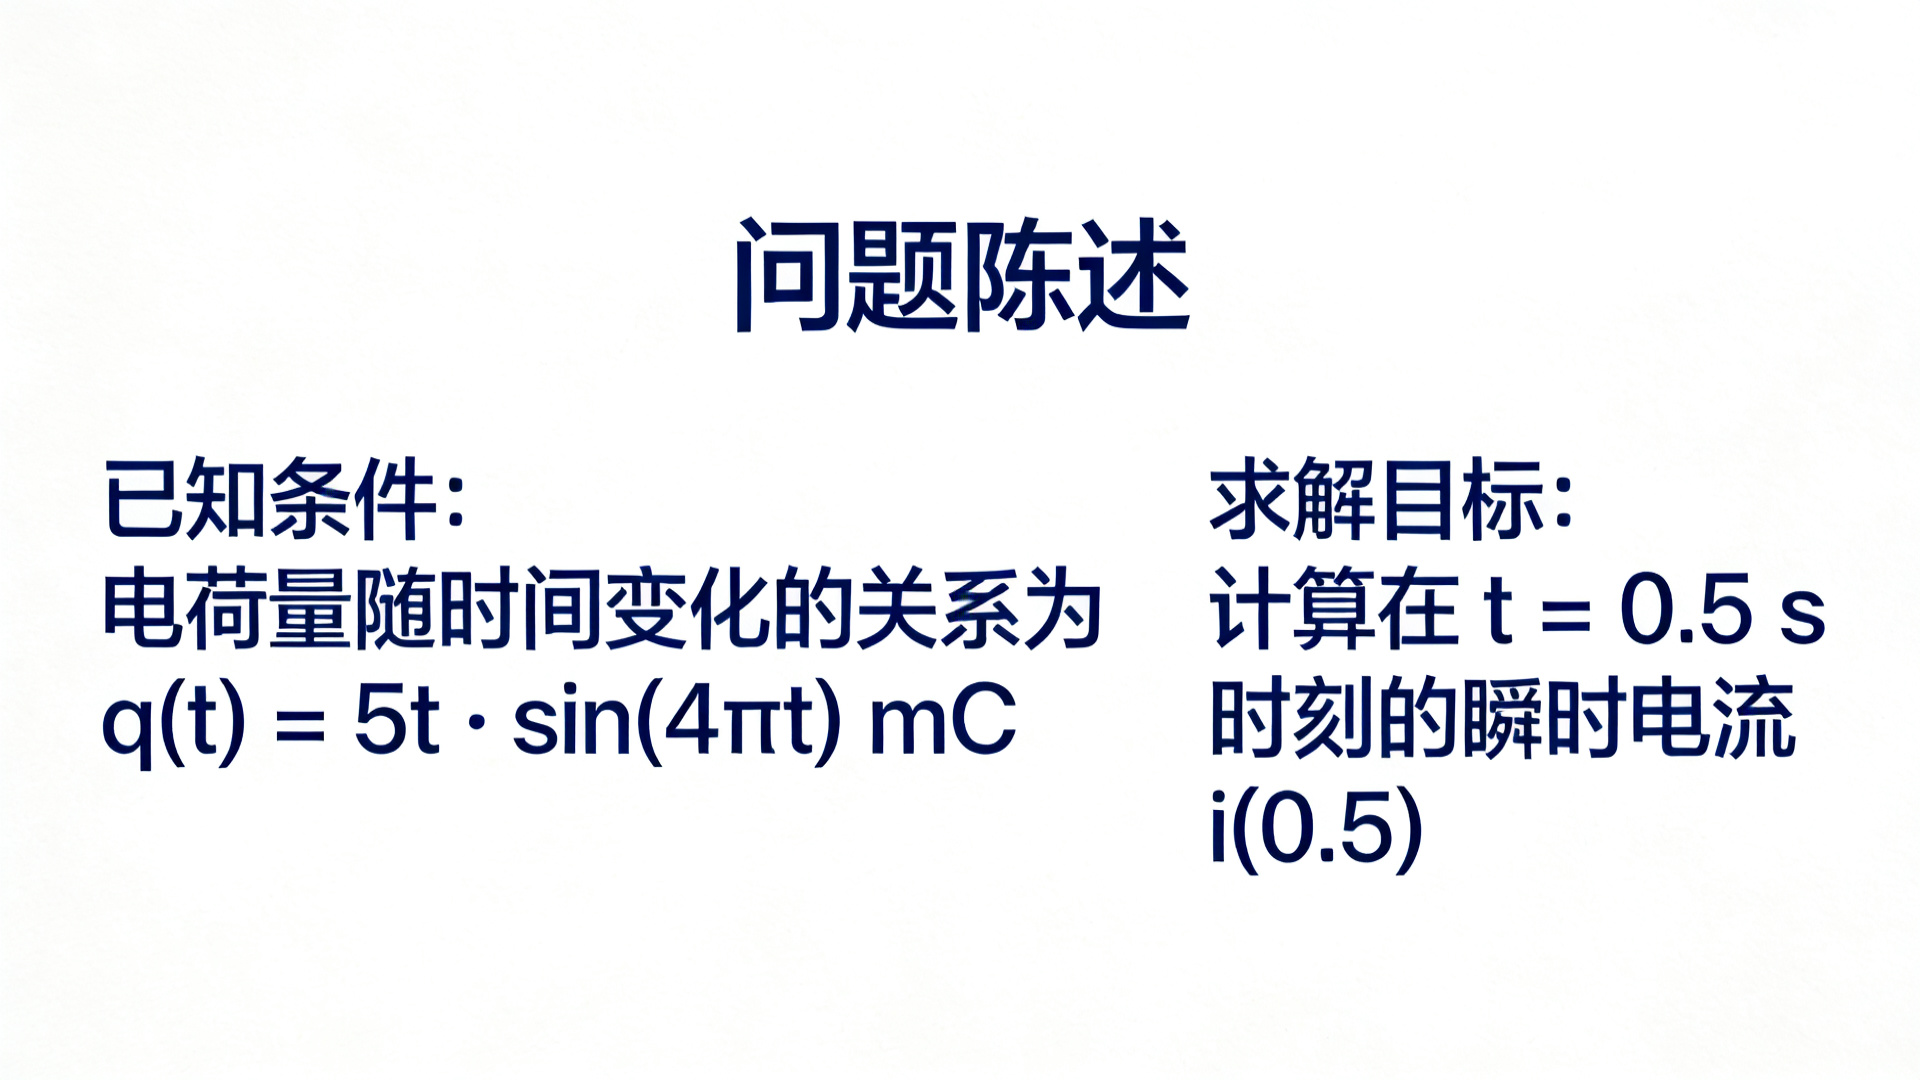 问题陈述
已知条件：
电荷量随时间变化的关系为
q(t) = 5t · sin(4πt) mC
求解目标：
计算在 t = 0.5 s
时刻的瞬时电流
i(0.5)